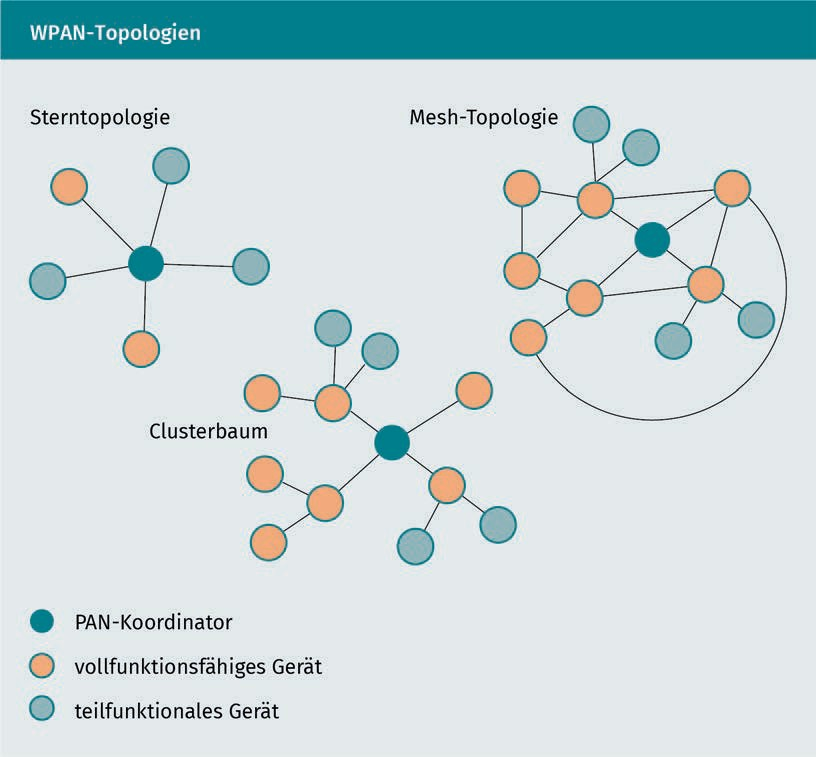 WPAN-Topologien
Sterntopologie
Mesh-Topologie
Clusterbaum
PAN-Koordinator
vollfunktionsfähiges Gerät
teilfunktionales Gerät